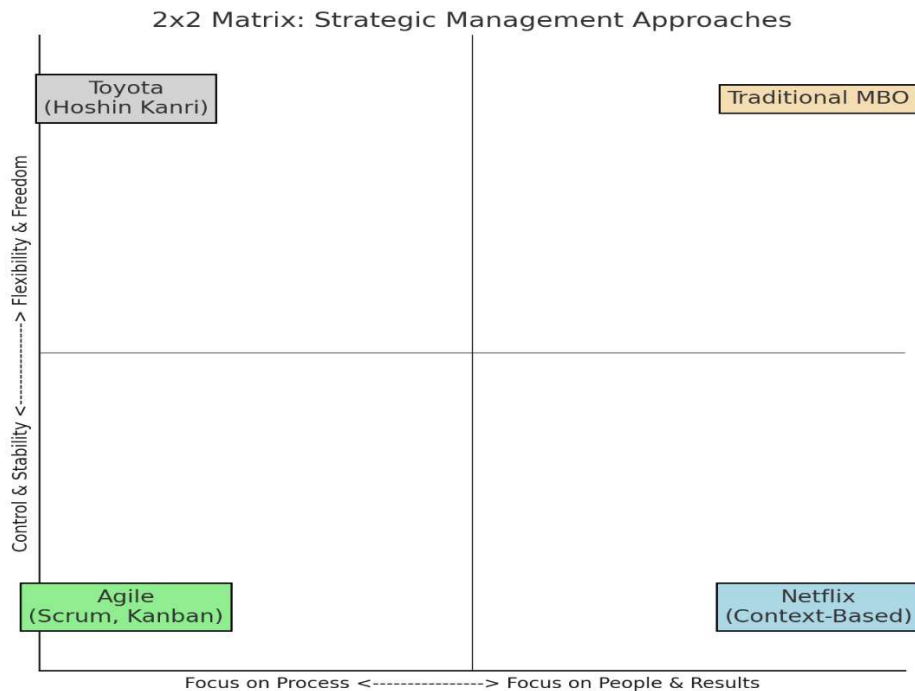 2x2 Matrix: Strategic Management Approaches
Toyota
(Hoshin Kanri)
Traditional MBO
Control & Stability <--------------> Flexibility & Freedom
Agile
(Scrum, Kanban)
Netflix
(Context-Based)
Focus on Process <----------------> Focus on People & Results